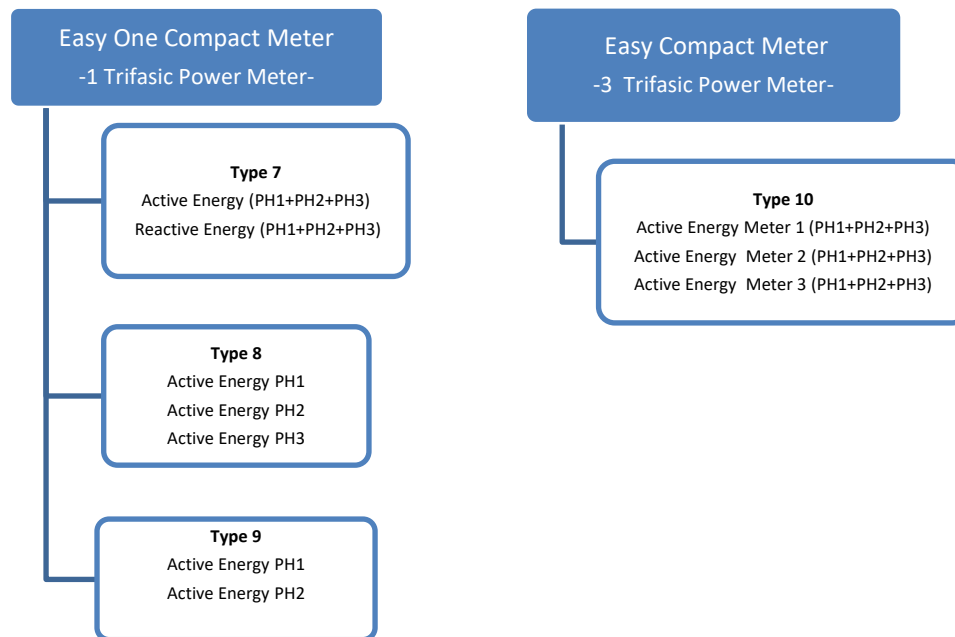 Easy One Compact Meter
-1 Trifasic Power Meter-
Type 7
Active Energy (PH1+PH2+PH3)
Reactive Energy (PH1+PH2+PH3)
Type 8
Active Energy PH1
Active Energy PH2
Active Energy PH3
Type 9
Active Energy PH1
Active Energy PH2
Easy Compact Meter
-3 Trifasic Power Meter-
Type 10
Active Energy Meter 1 (PH1+PH2+PH3)
Active Energy Meter 2 (PH1+PH2+PH3)
Active Energy Meter 3 (PH1+PH2+PH3)